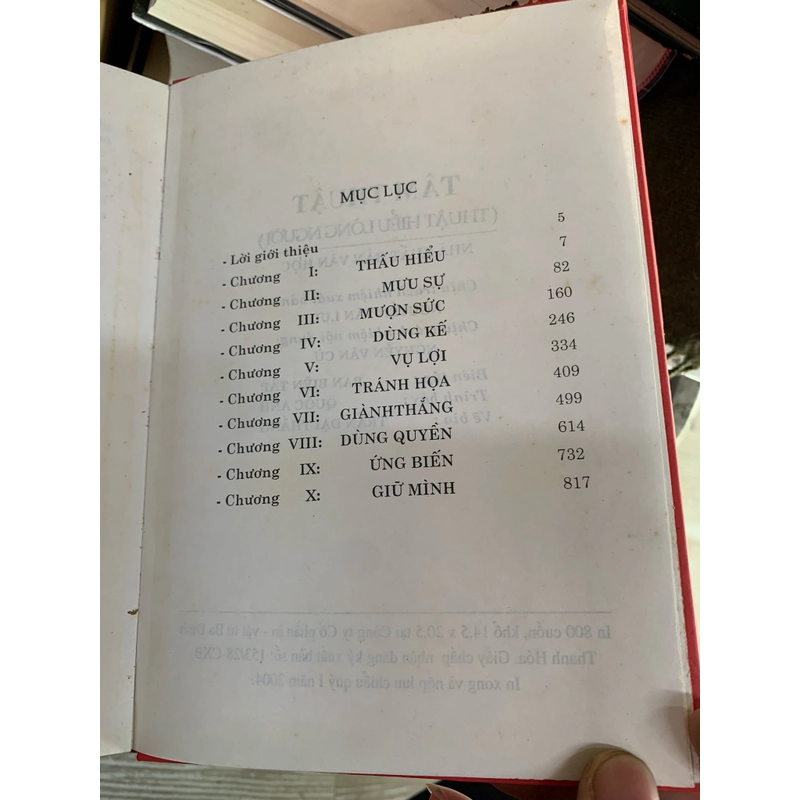 MỤC LỤC
- Lời giới thiệu 5
- Chương I: THẤU HIỂU 7
- Chương II: MƯU SỰ 82
- Chương III: MƯỢN SỨC 160
- Chương IV: DÙNG KẾ 246
- Chương V: VỤ LỢI 334
- Chương VI: TRÁNH HỌA 409
- Chương VII: GIÀNHTHẮNG 499
- Chương VIII: DÙNG QUYỀN 614
- Chương IX: ỨNG BIẾN 732
- Chương X: GIỮ MÌNH 817